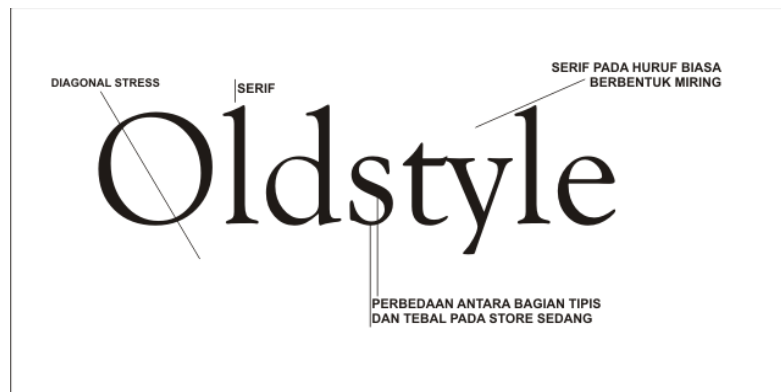 SERIF PADA HURUF BIASA
BERBENTUK MIRING
DIAGONAL STRESS
SERIF
Oldstyle
PERBEDAAN ANTARA BAGIAN TIPIS
DAN TEBAL PADA STORE SEDANG